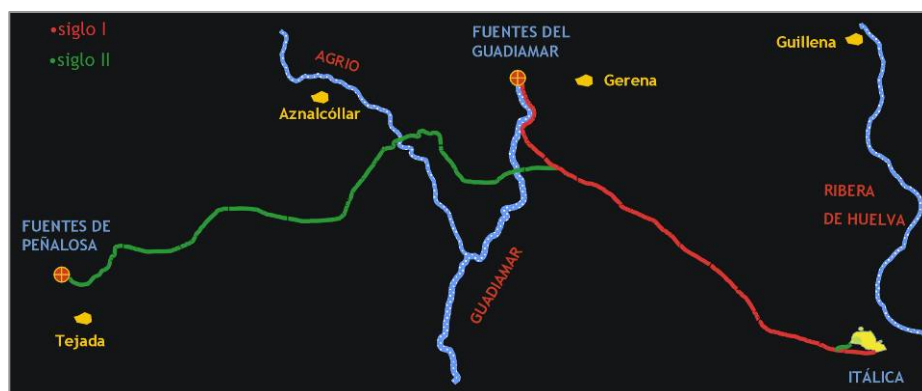 •siglo I
•siglo II
AGRIO
Aznalcóllar
FUENTES DEL
GUADIAMAR
Gerena
Guillena
RIBERA
DE HUELVA
FUENTES DE
PEÑALOSA
GUADIAMAR
Tejada
ITÁLICA